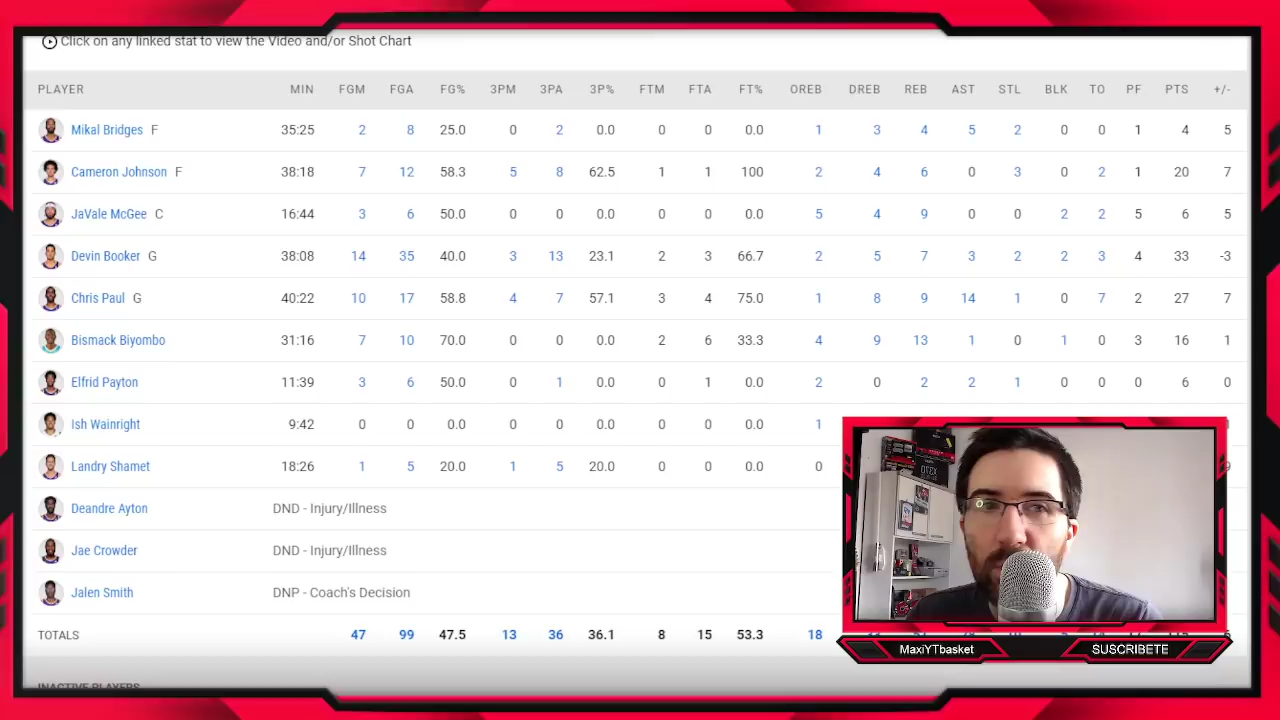 Click on any linked stat to view the Video and/or Shot Chart
PLAYER MIN FGM FGA FG% 3PM 3PA 3P% FTM FTA FT% OREB DREB REB AST STL BLK TO PF PTS +/-
Mikal Bridges F 35:25 2 8 25.0 0 2 0.0 0 0 0.0 1 3 4 5 2 0 0 1 4 5
Cameron Johnson F 38:18 7 12 58.3 5 8 62.5 1 1 100 2 4 6 0 3 0 2 1 20 7
JaVale McGee C 16:44 3 6 50.0 0 0 0.0 0 0 0.0 5 4 9 0 0 2 2 5 6 5
Devin Booker G 38:08 14 35 40.0 3 13 23.1 2 3 66.7 2 5 7 3 2 2 3 4 33 -3
Chris Paul G 40:22 10 17 58.8 4 7 57.1 3 4 75.0 1 8 9 14 1 0 7 2 27 7
Bismack Biyombo 31:16 7 10 70.0 0 0 0.0 2 6 33.3 4 9 13 1 0 1 0 3 16 1
Elfrid Payton 11:39 3 6 50.0 0 1 0.0 0 1 0.0 2 0 2 2 1 0 0 0 6 0
Ish Wainright 9:42 0 0 0.0 0 0 0.0 0 0 0.0 1
Landry Shamet 18:26 1 5 20.0 1 5 20.0 0 0 0.0 0
Deandre Ayton DND - Injury/Illness
Jae Crowder DND - Injury/Illness
Jalen Smith DNP - Coach's Decision
TOTALS 47 99 47.5 13 36 36.1 8 15 53.3 18
MaxiYTbasket SUSCRIBETE
INACTIVE PLAYERS